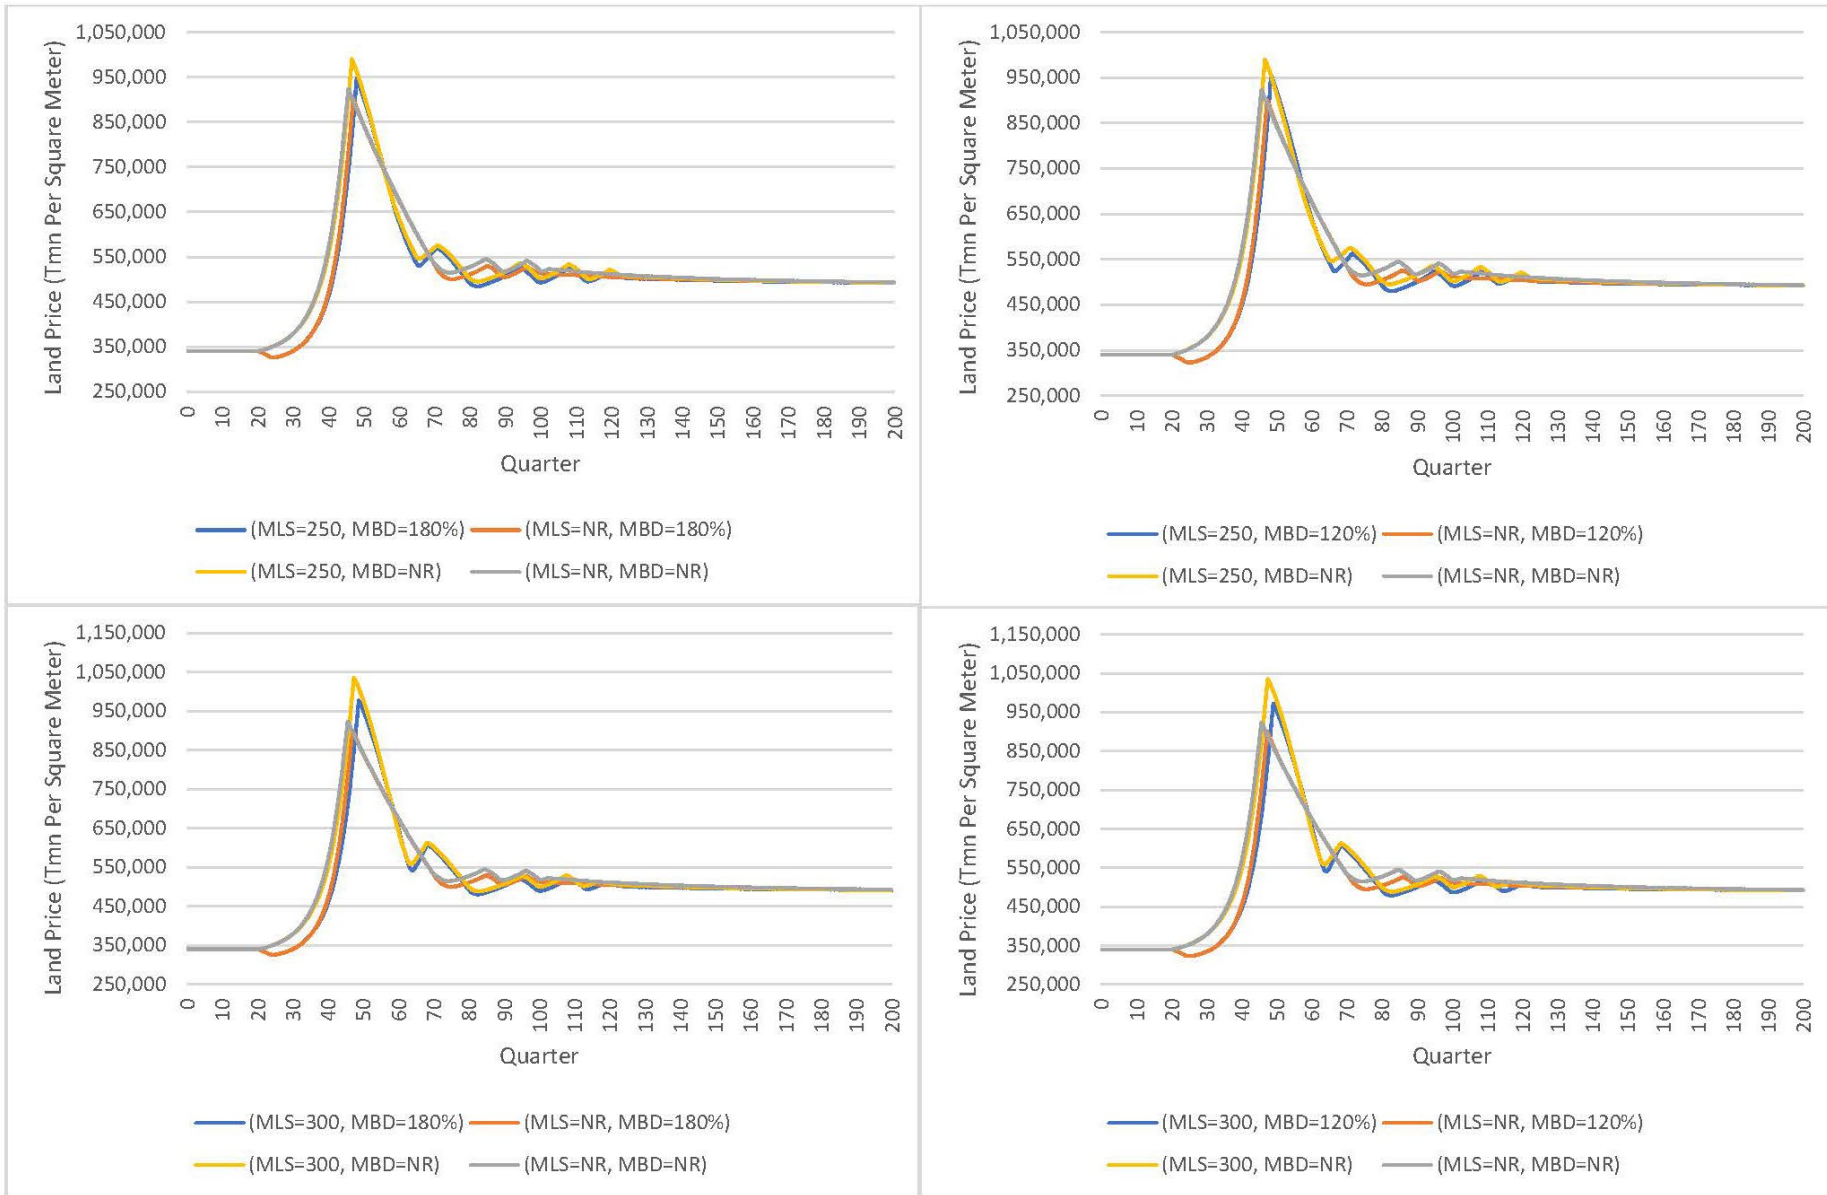 Land Price (Tmn Per Square Meter)
1,050,000
950,000
850,000
750,000
650,000
550,000
450,000
350,000
250,000
0 10 20 30 40 50 60 70 80 90 100 110 120 130 140 150 160 170 180 190 200
Quarter
(MLS=250, MBD=180%) (MLS=NR, MBD=180%)
(MLS=250, MBD=NR) (MLS=NR, MBD=NR)
Land Price (Tmn Per Square Meter)
1,050,000
950,000
850,000
750,000
650,000
550,000
450,000
350,000
250,000
0 10 20 30 40 50 60 70 80 90 100 110 120 130 140 150 160 170 180 190 200
Quarter
(MLS=250, MBD=120%) (MLS=NR, MBD=120%)
(MLS=250, MBD=NR) (MLS=NR, MBD=NR)
Land Price (Tmn Per Square Meter)
1,150,000
1,050,000
950,000
850,000
750,000
650,000
550,000
450,000
350,000
250,000
0 10 20 30 40 50 60 70 80 90 100 110 120 130 140 150 160 170 180 190 200
Quarter
(MLS=300, MBD=180%) (MLS=NR, MBD=180%)
(MLS=300, MBD=NR) (MLS=NR, MBD=NR)
Land Price (Tmn Per Square Meter)
1,150,000
1,050,000
950,000
850,000
750,000
650,000
550,000
450,000
350,000
250,000
0 10 20 30 40 50 60 70 80 90 100 110 120 130 140 150 160 170 180 190 200
Quarter
(MLS=300, MBD=120%) (MLS=NR, MBD=120%)
(MLS=300, MBD=NR) (MLS=NR, MBD=NR)